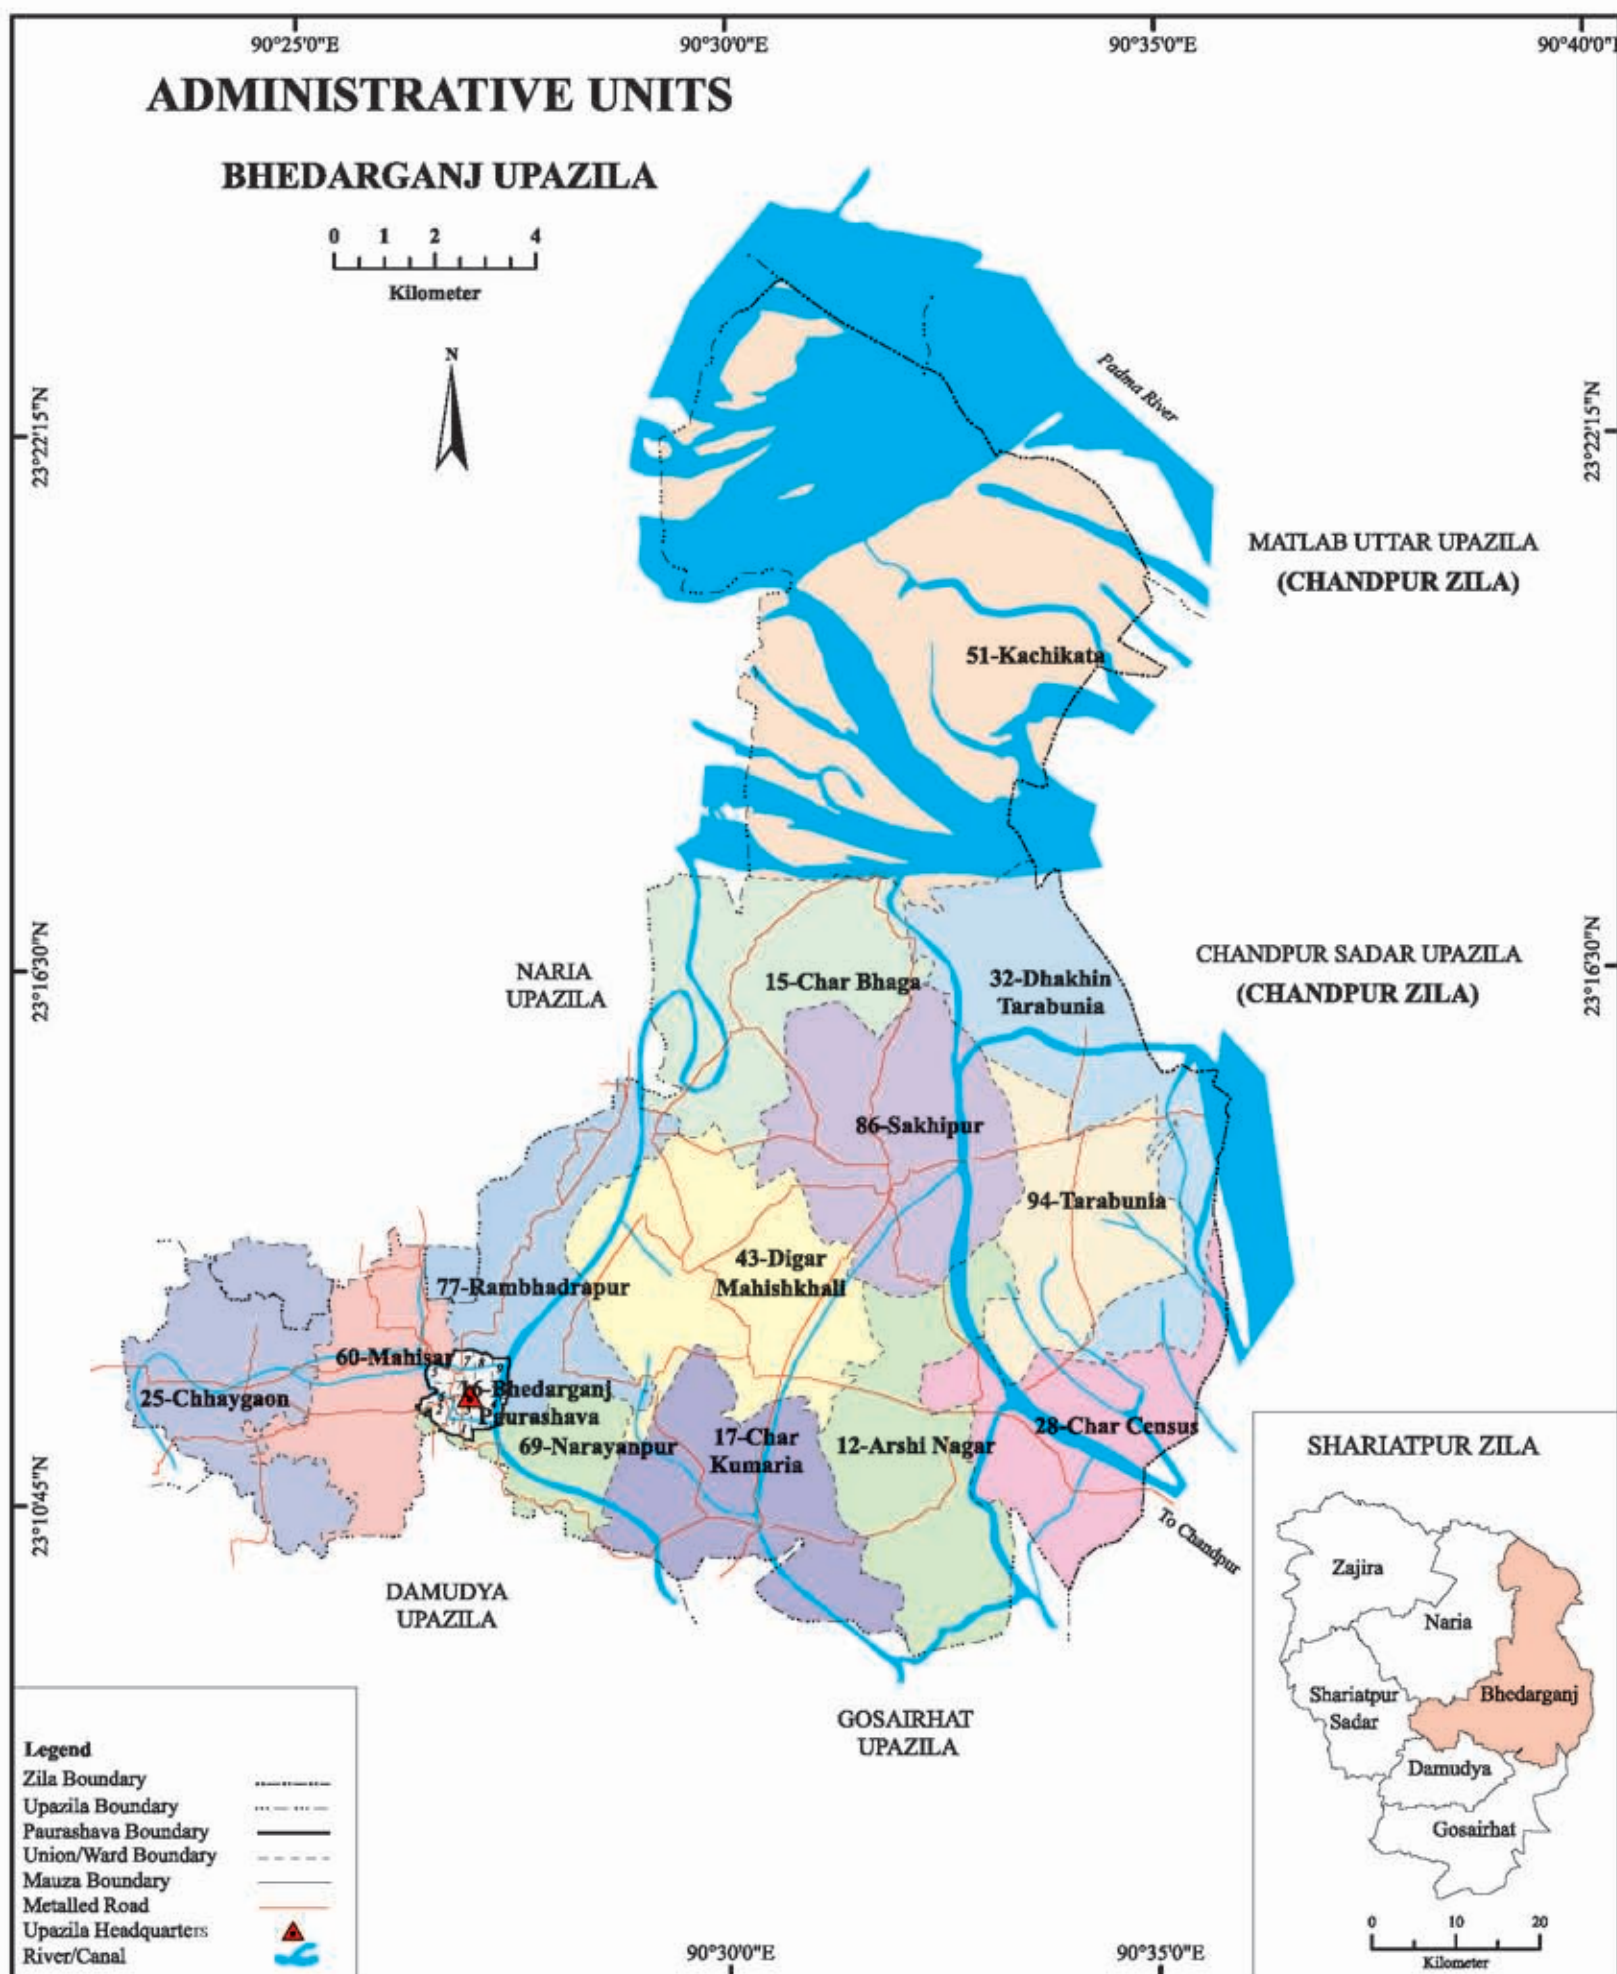 90°25'0"E
90°30'0"E
90°35'0"E
90°40'0"E
ADMINISTRATIVE UNITS
BHEDARGANJ UPAZILA
0 1 2 4
Kilometer
N
Padma River
23°22'15"N
23°22'15"N
MATLAB UTTAR UPAZILA
(CHANDPUR ZILA)
51-Kachikata
NARIA
UPAZILA
15-Char Bhaga
32-Dhakhin
Tarabunia
CHANDPUR SADAR UPAZILA
(CHANDPUR ZILA)
23°16'30"N
23°16'30"N
86-Sakhipur
94-Tarabunia
43-Digar
Mahishkhali
77-Rambhadrapur
60-Mahisar
25-Chhaygaon
7 8 9
16-Bhedarganj
Paurashava
69-Narayanpur
17-Char
Kumaria
12-Arshi Nagar
28-Char Census
23°10'45"N
To Chandpur
DAMUDYA
UPAZILA
GOSAIRHAT
UPAZILA
SHARIATPUR ZILA
Zajira
Naria
Shariatpur
Sadar
Bhedarganj
Damudya
Gosairhat
0 10 20
Kilometer
Legend
Zila Boundary
Upazila Boundary
Paurashava Boundary
Union/Ward Boundary
Mauza Boundary
Metalled Road
Upazila Headquarters
River/Canal
90°30'0"E
90°35'0"E